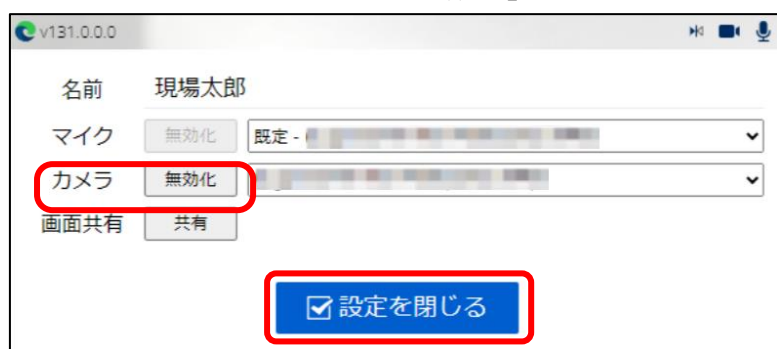 v131.0.0.0
名前 現場太郎
マイク 無効化 既定 -
カメラ 無効化
画面共有 共有
設定を閉じる